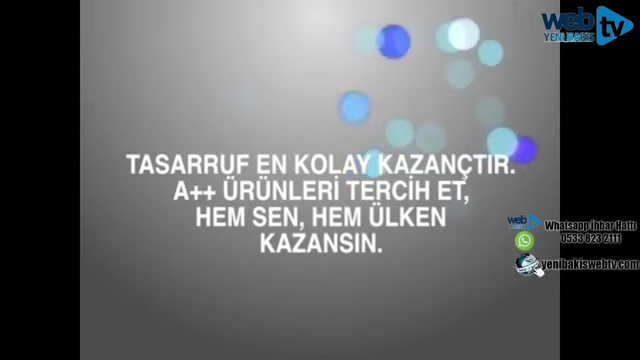 web tv
YENİ BAKIŞ
TASARRUF EN KOLAY KAZANÇTIR.
A++ ÜRÜNLERİ TERCİH ET,
HEM SEN, HEM ÜLKEN
KAZANSIN.
web
Whatsapp İhbar Hattı
0533 823 2111
yenibakiswebtv.com